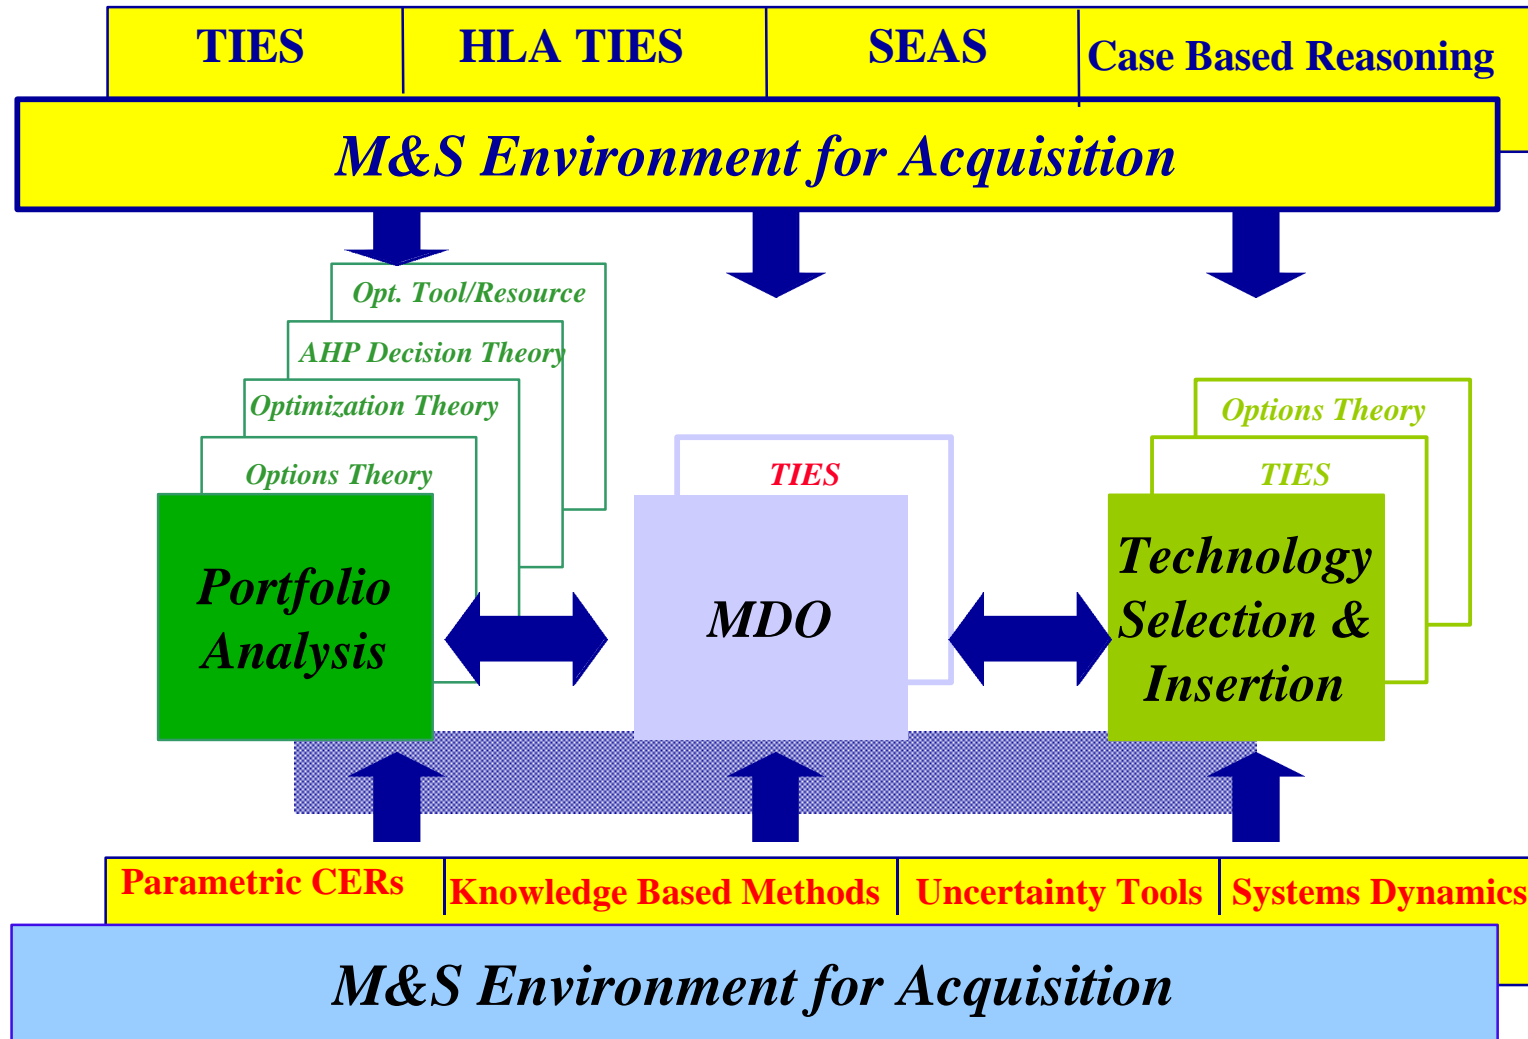 TIES HLA TIES SEAS Case Based Reasoning
M&S Environment for Acquisition
Opt. Tool/Resource
AHP Decision Theory
Optimization Theory
Options Theory
Portfolio
Analysis
TIES
MDO
Options Theory
TIES
Technology
Selection &
Insertion
Parametric CERs Knowledge Based Methods Uncertainty Tools Systems Dynamics
M&S Environment for Acquisition